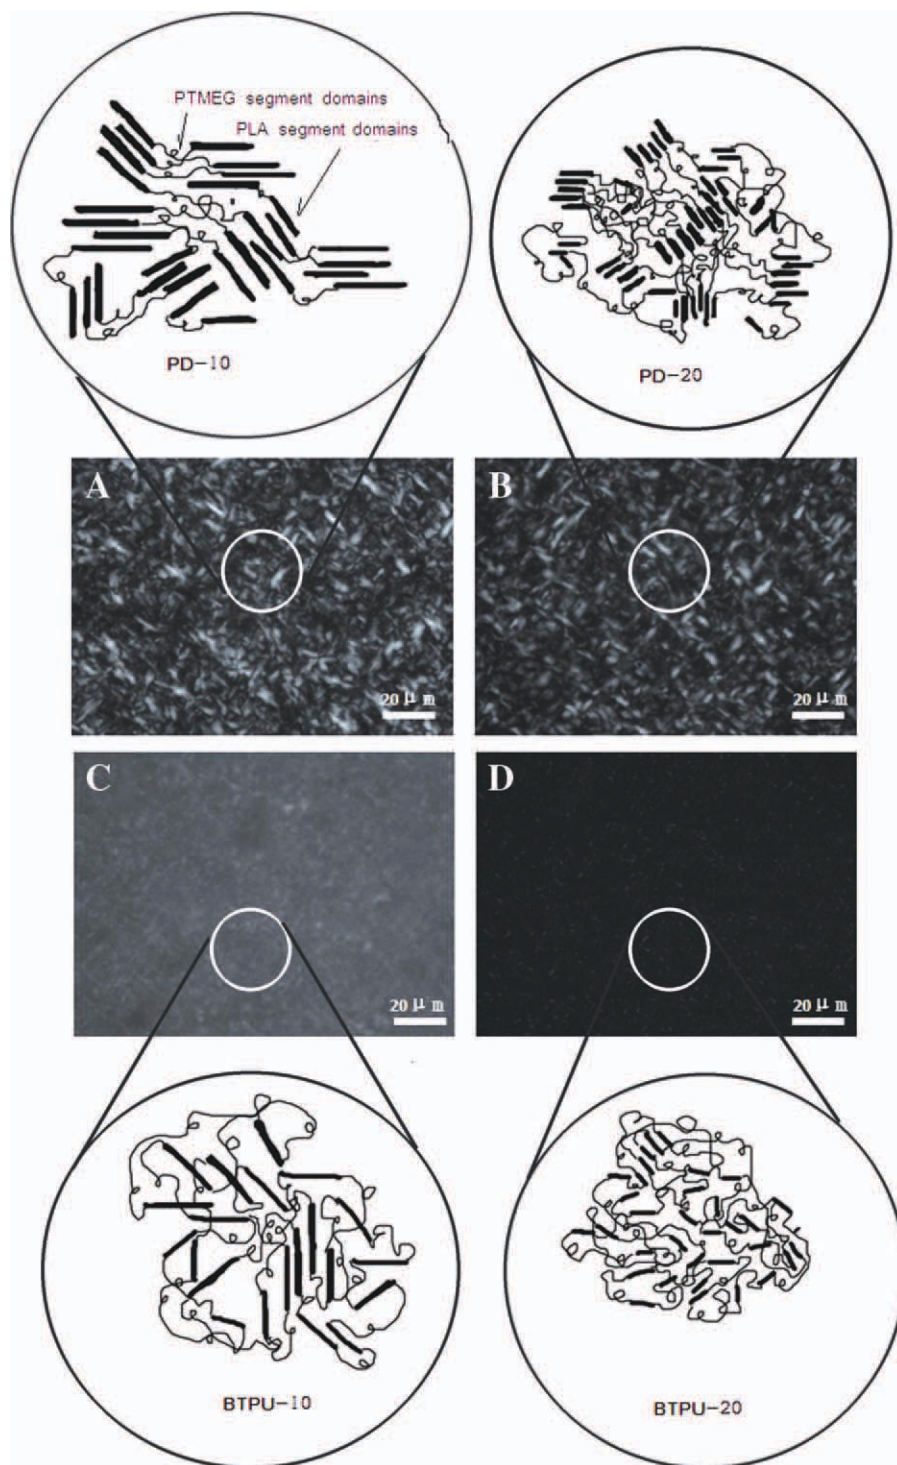 PTMEG segment domains
PLA segment domains
PD-10
PD-20
A
B
20 μ m
20 μ m
C
D
20 μ m
20 μ m
BTPU-10
BTPU-20